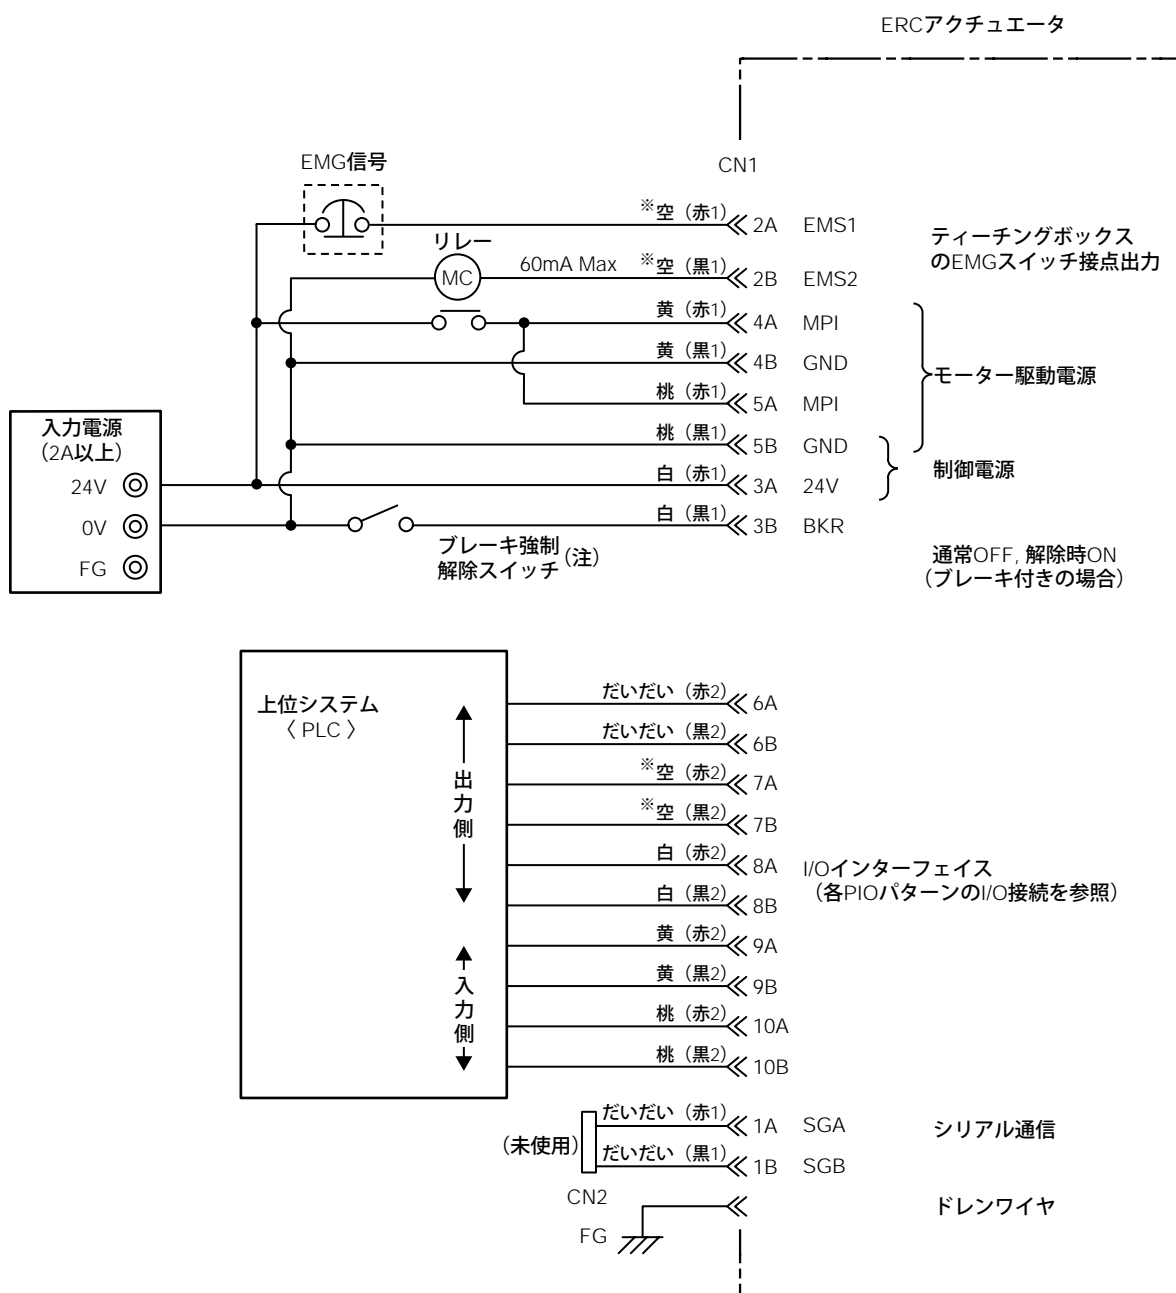 ERCアクチュエータ
CN1
EMG信号
※空（赤1） 2A EMS1
ティーチングボックス
のEMGスイッチ接点出力
リレー
MC 60mA Max ※空（黒1） 2B EMS2
黄（赤1） 4A MPI
黄（黒1） 4B GND
モーター駆動電源
桃（赤1） 5A MPI
桃（黒1） 5B GND
制御電源
入力電源
（2A以上）
24V
0V
FG
白（赤1） 3A 24V
白（黒1） 3B BKR
ブレーキ強制
解除スイッチ（注）
通常OFF, 解除時ON
（ブレーキ付きの場合）
上位システム
〈 PLC 〉
出力側
入力側
だいだい（赤2） 6A
だいだい（黒2） 6B
※空（赤2） 7A
※空（黒2） 7B
白（赤2） 8A
白（黒2） 8B
I/Oインターフェイス
（各PIOパターンのI/O接続を参照）
黄（赤2） 9A
黄（黒2） 9B
桃（赤2） 10A
桃（黒2） 10B
（未使用）
だいだい（赤1） 1A SGA
シリアル通信
だいだい（黒1） 1B SGB
CN2
ドレンワイヤ
FG